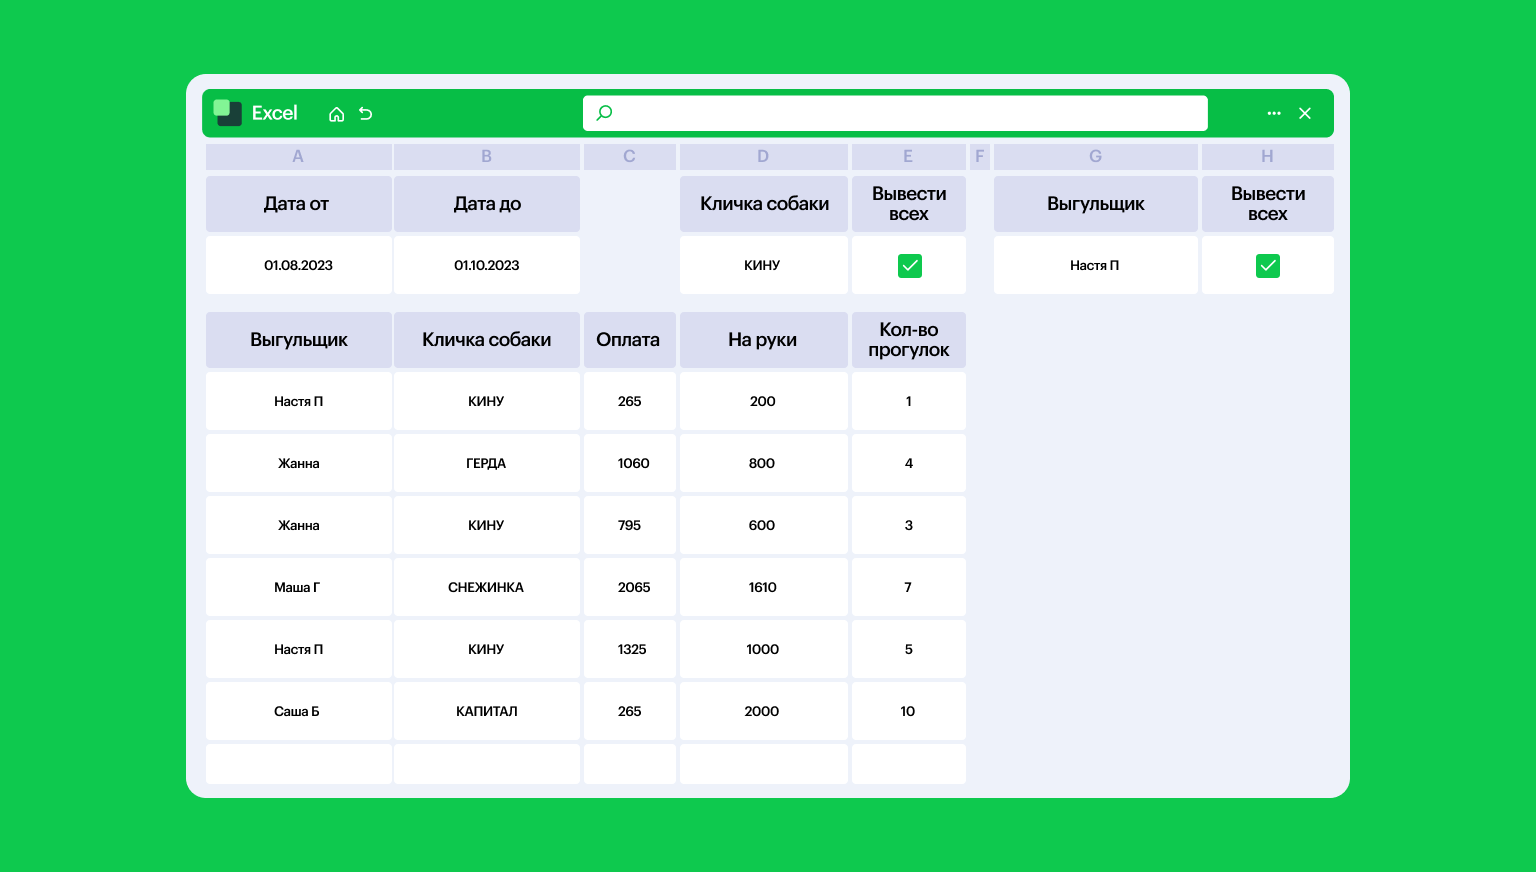 Excel
A B C D E F G H
Дата от Дата до Кличка собаки Вывести всех Выгульщик Вывести всех
01.08.2023 01.10.2023 КИНУ Настя П
Выгульщик Кличка собаки Оплата На руки Кол-во прогулок
Настя П КИНУ 265 200 1
Жанна ГЕРДА 1060 800 4
Жанна КИНУ 795 600 3
Маша Г СНЕЖИНКА 2065 1610 7
Настя П КИНУ 1325 1000 5
Саша Б КАПИТАЛ 265 2000 10